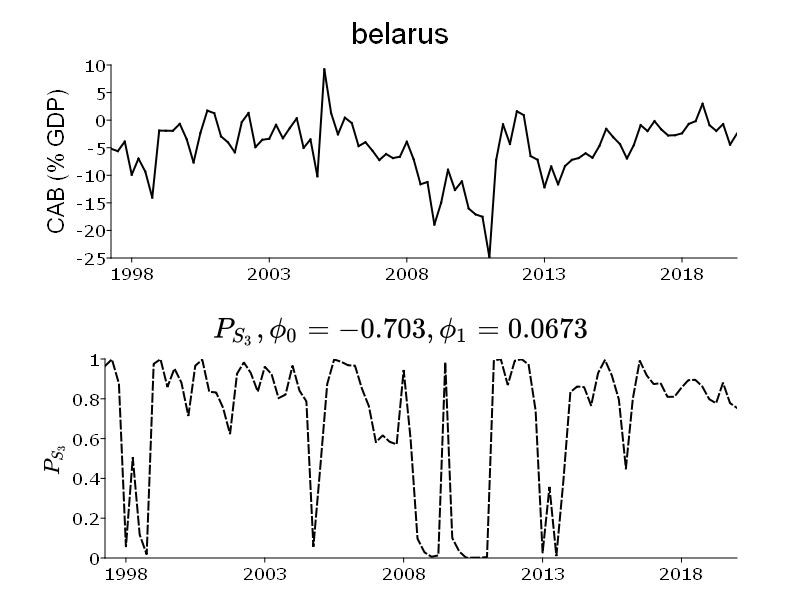 belarus
CAB (% GDP)
10
5
0
-5
-10
-15
-20
-25
1998 2003 2008 2013 2018
P_{S_3}, ϕ_0 = −0.703, ϕ_1 = 0.0673
P_{S_3}
1
0.8
0.6
0.4
0.2
0
1998 2003 2008 2013 2018